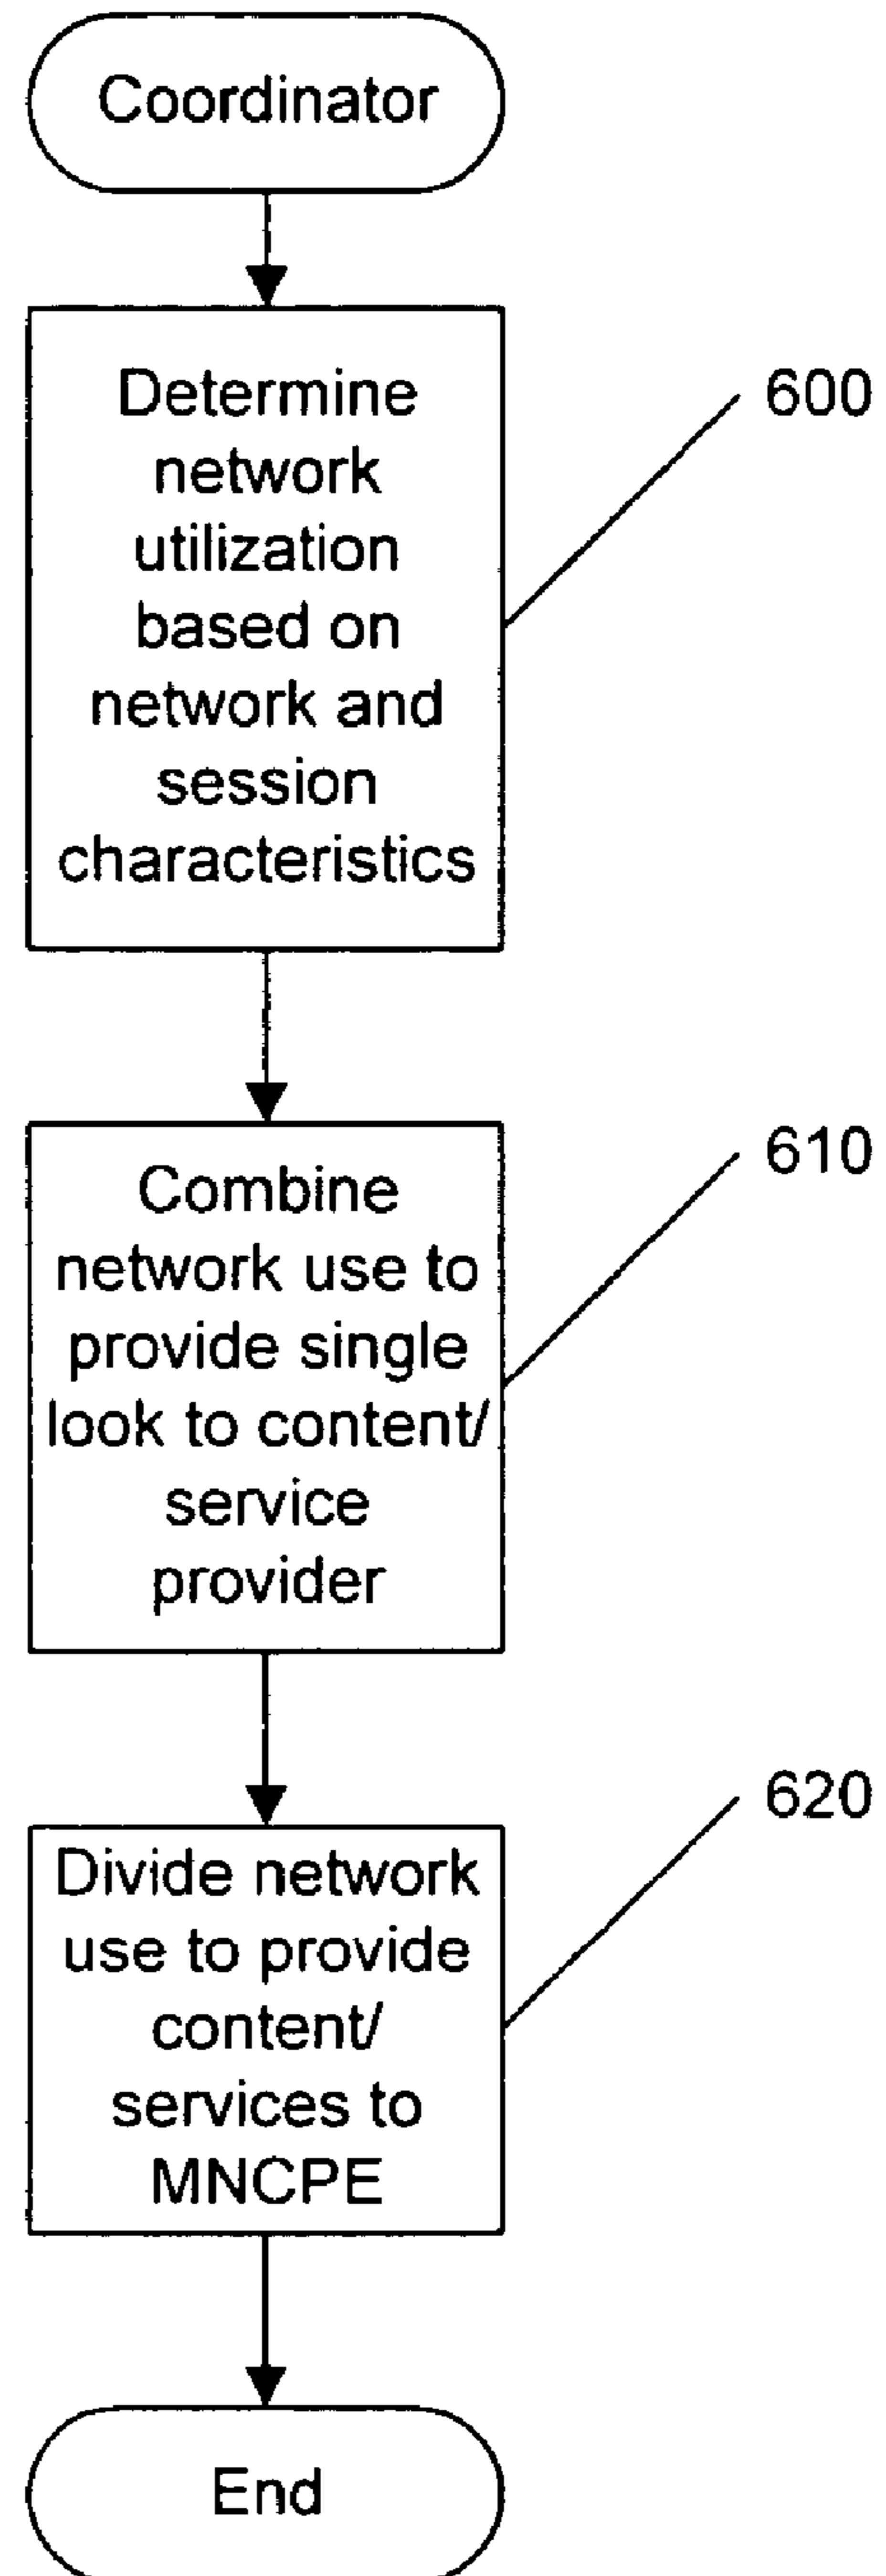 Coordinator
Determine
network
utilization
based on
network and
session
characteristics
600
Combine
network use to
provide single
look to content/
service
provider
610
Divide network
use to provide
content/
services to
MNCPE
620
End